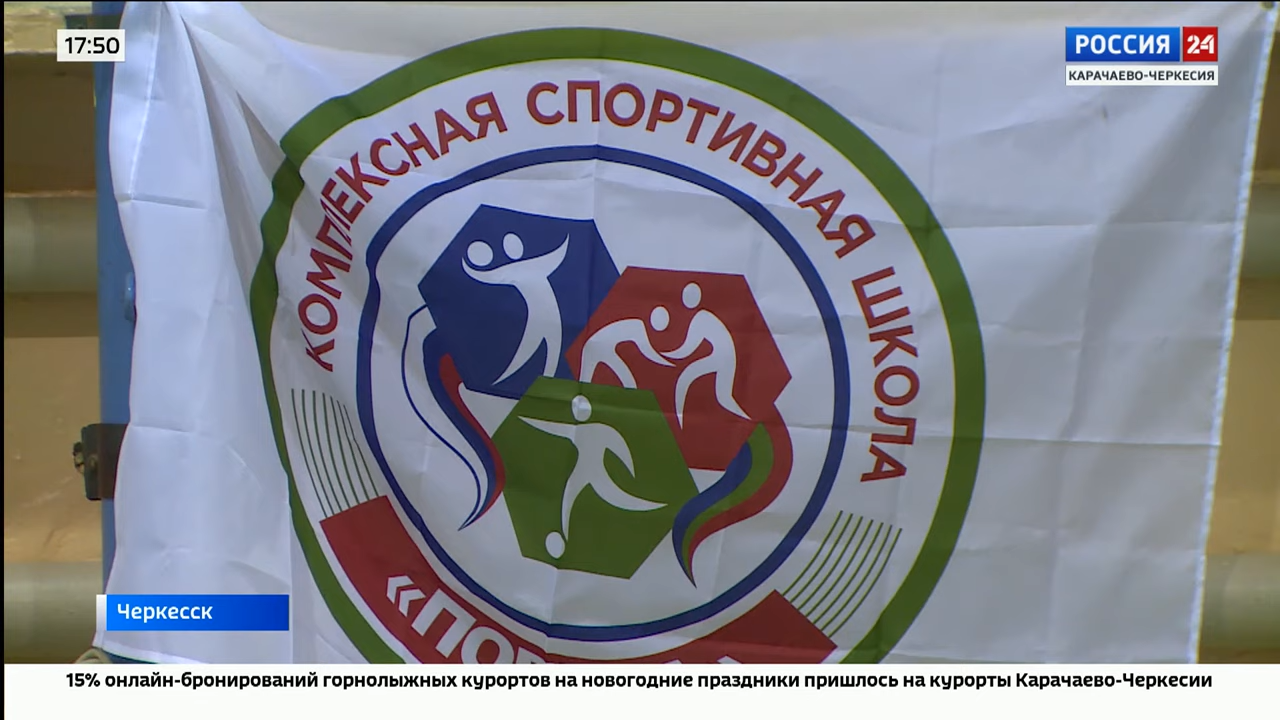 17:50
РОССИЯ 24
КАРАЧАЕВО-ЧЕРКЕСИЯ
КОМПЛЕКСНАЯ СПОРТИВНАЯ ШКОЛА
Черкесск
15% онлайн-бронирований горнолыжных курортов на новогодние праздники пришлось на курорты Карачаево-Черкесии